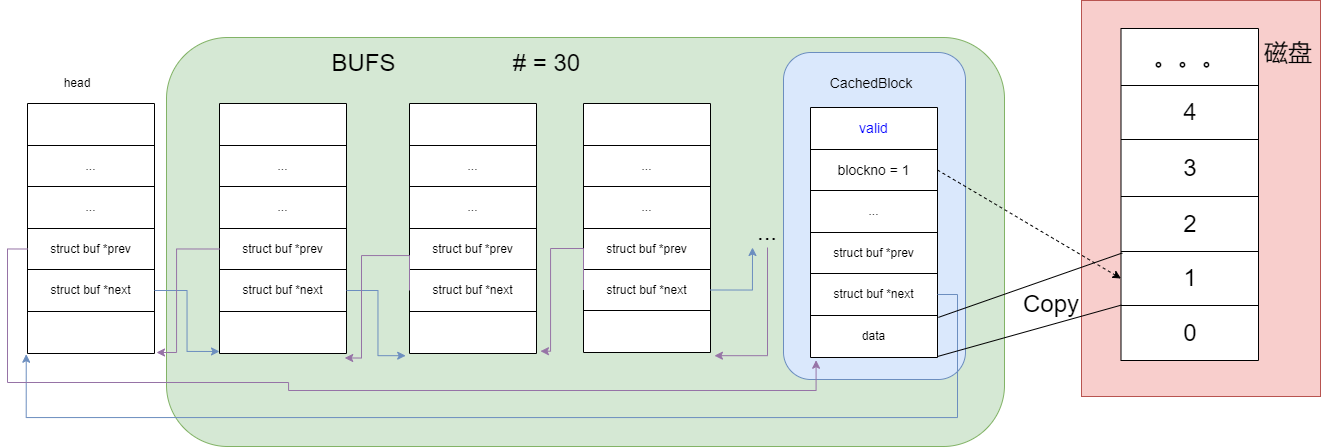 BUFS # = 30
head
...
...
struct buf *prev
struct buf *next
...
...
struct buf *prev
struct buf *next
...
...
struct buf *prev
struct buf *next
...
...
struct buf *prev
struct buf *next
...
CachedBlock
valid
blockno = 1
...
struct buf *prev
struct buf *next
data
Copy
磁盘
。。。
4
3
2
1
0